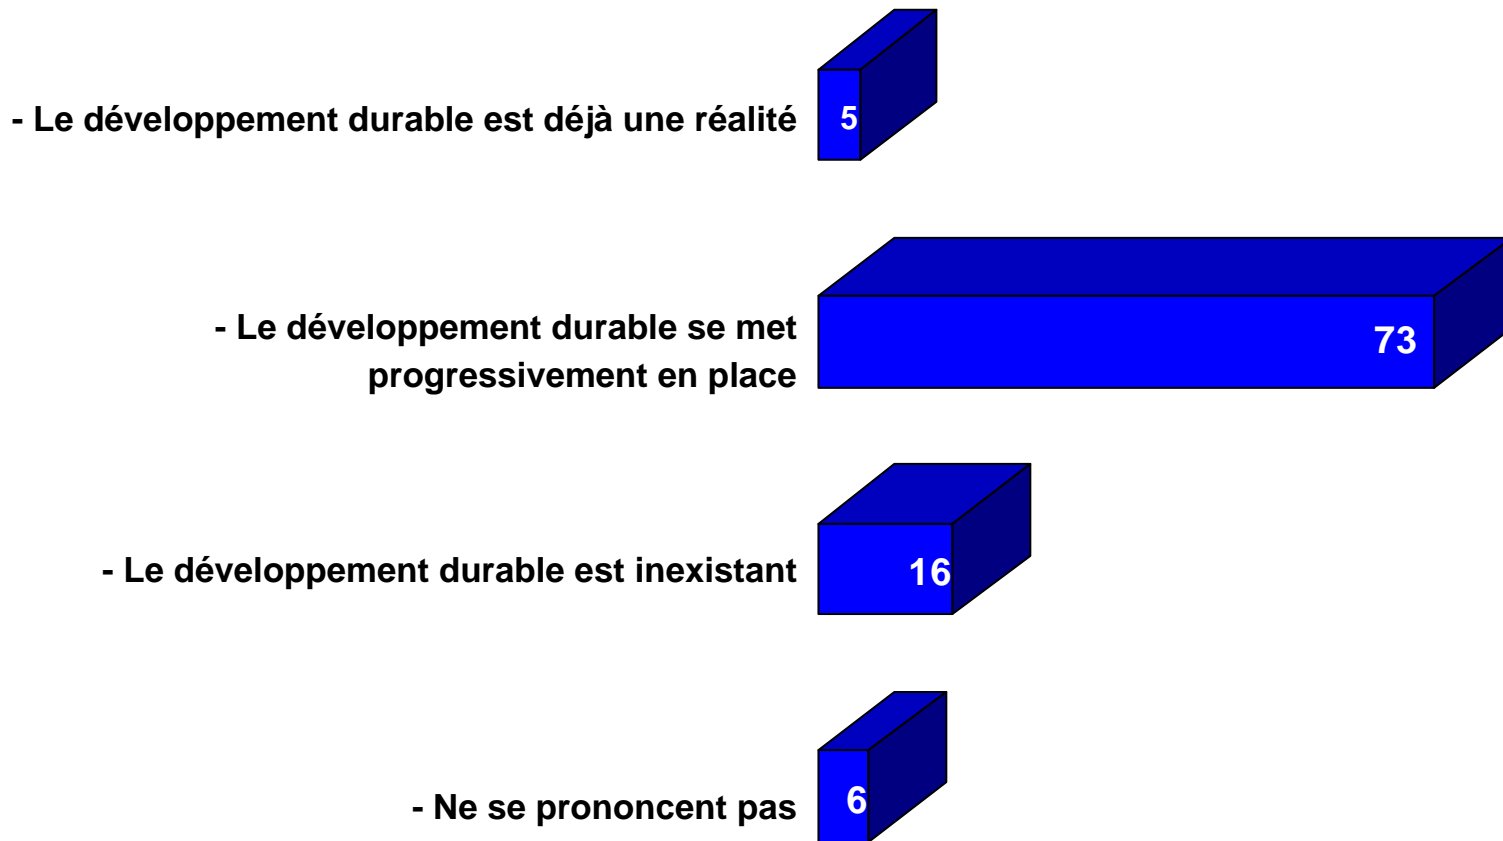 - Le développement durable est déjà une réalité
5
- Le développement durable se met
progressivement en place
73
- Le développement durable est inexistant
16
- Ne se prononcent pas
6